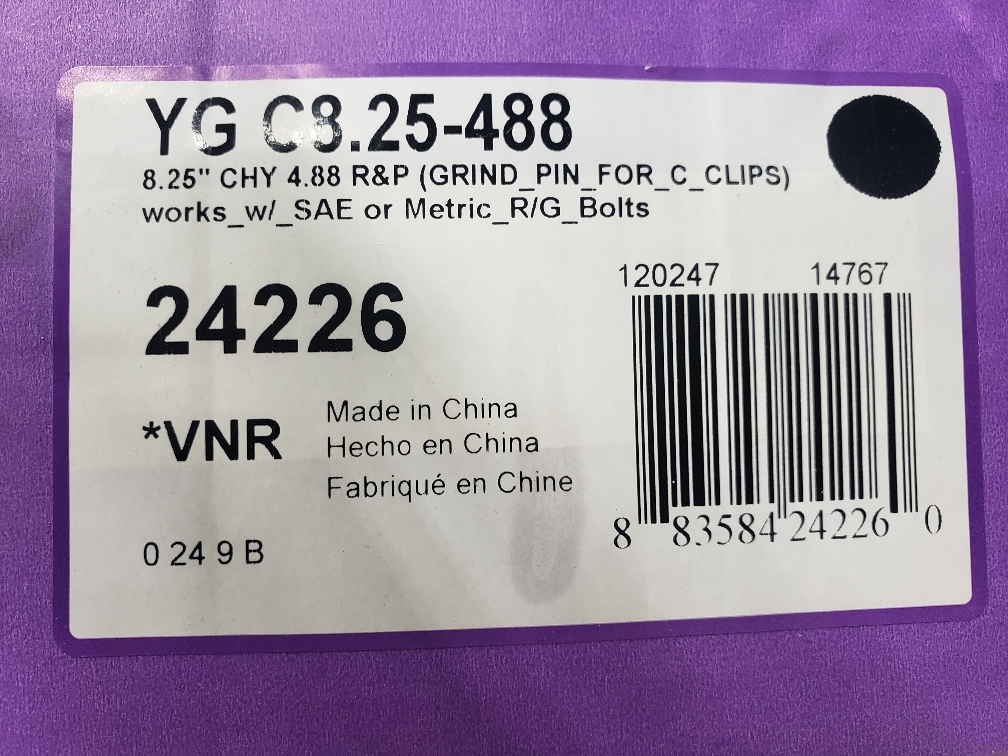 YG C8.25-488
8.25" CHY 4.88 R&P (GRIND_PIN_FOR_C_CLIPS)
works_w/_SAE or Metric_R/G_Bolts
24226
120247 14767
*VNR
Made in China
Hecho en China
Fabriqué en Chine
8 83584 24226 0
0 24 9 B